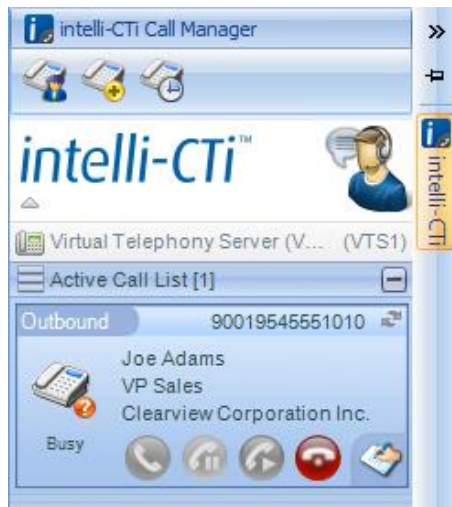 intelli-CTi Call Manager
intelli-CTi™
Virtual Telephony Server (V... (VTS1)
Active Call List [1]
Outbound 90019545551010
Joe Adams
VP Sales
Clearview Corporation Inc.
Busy
intelli-CTI